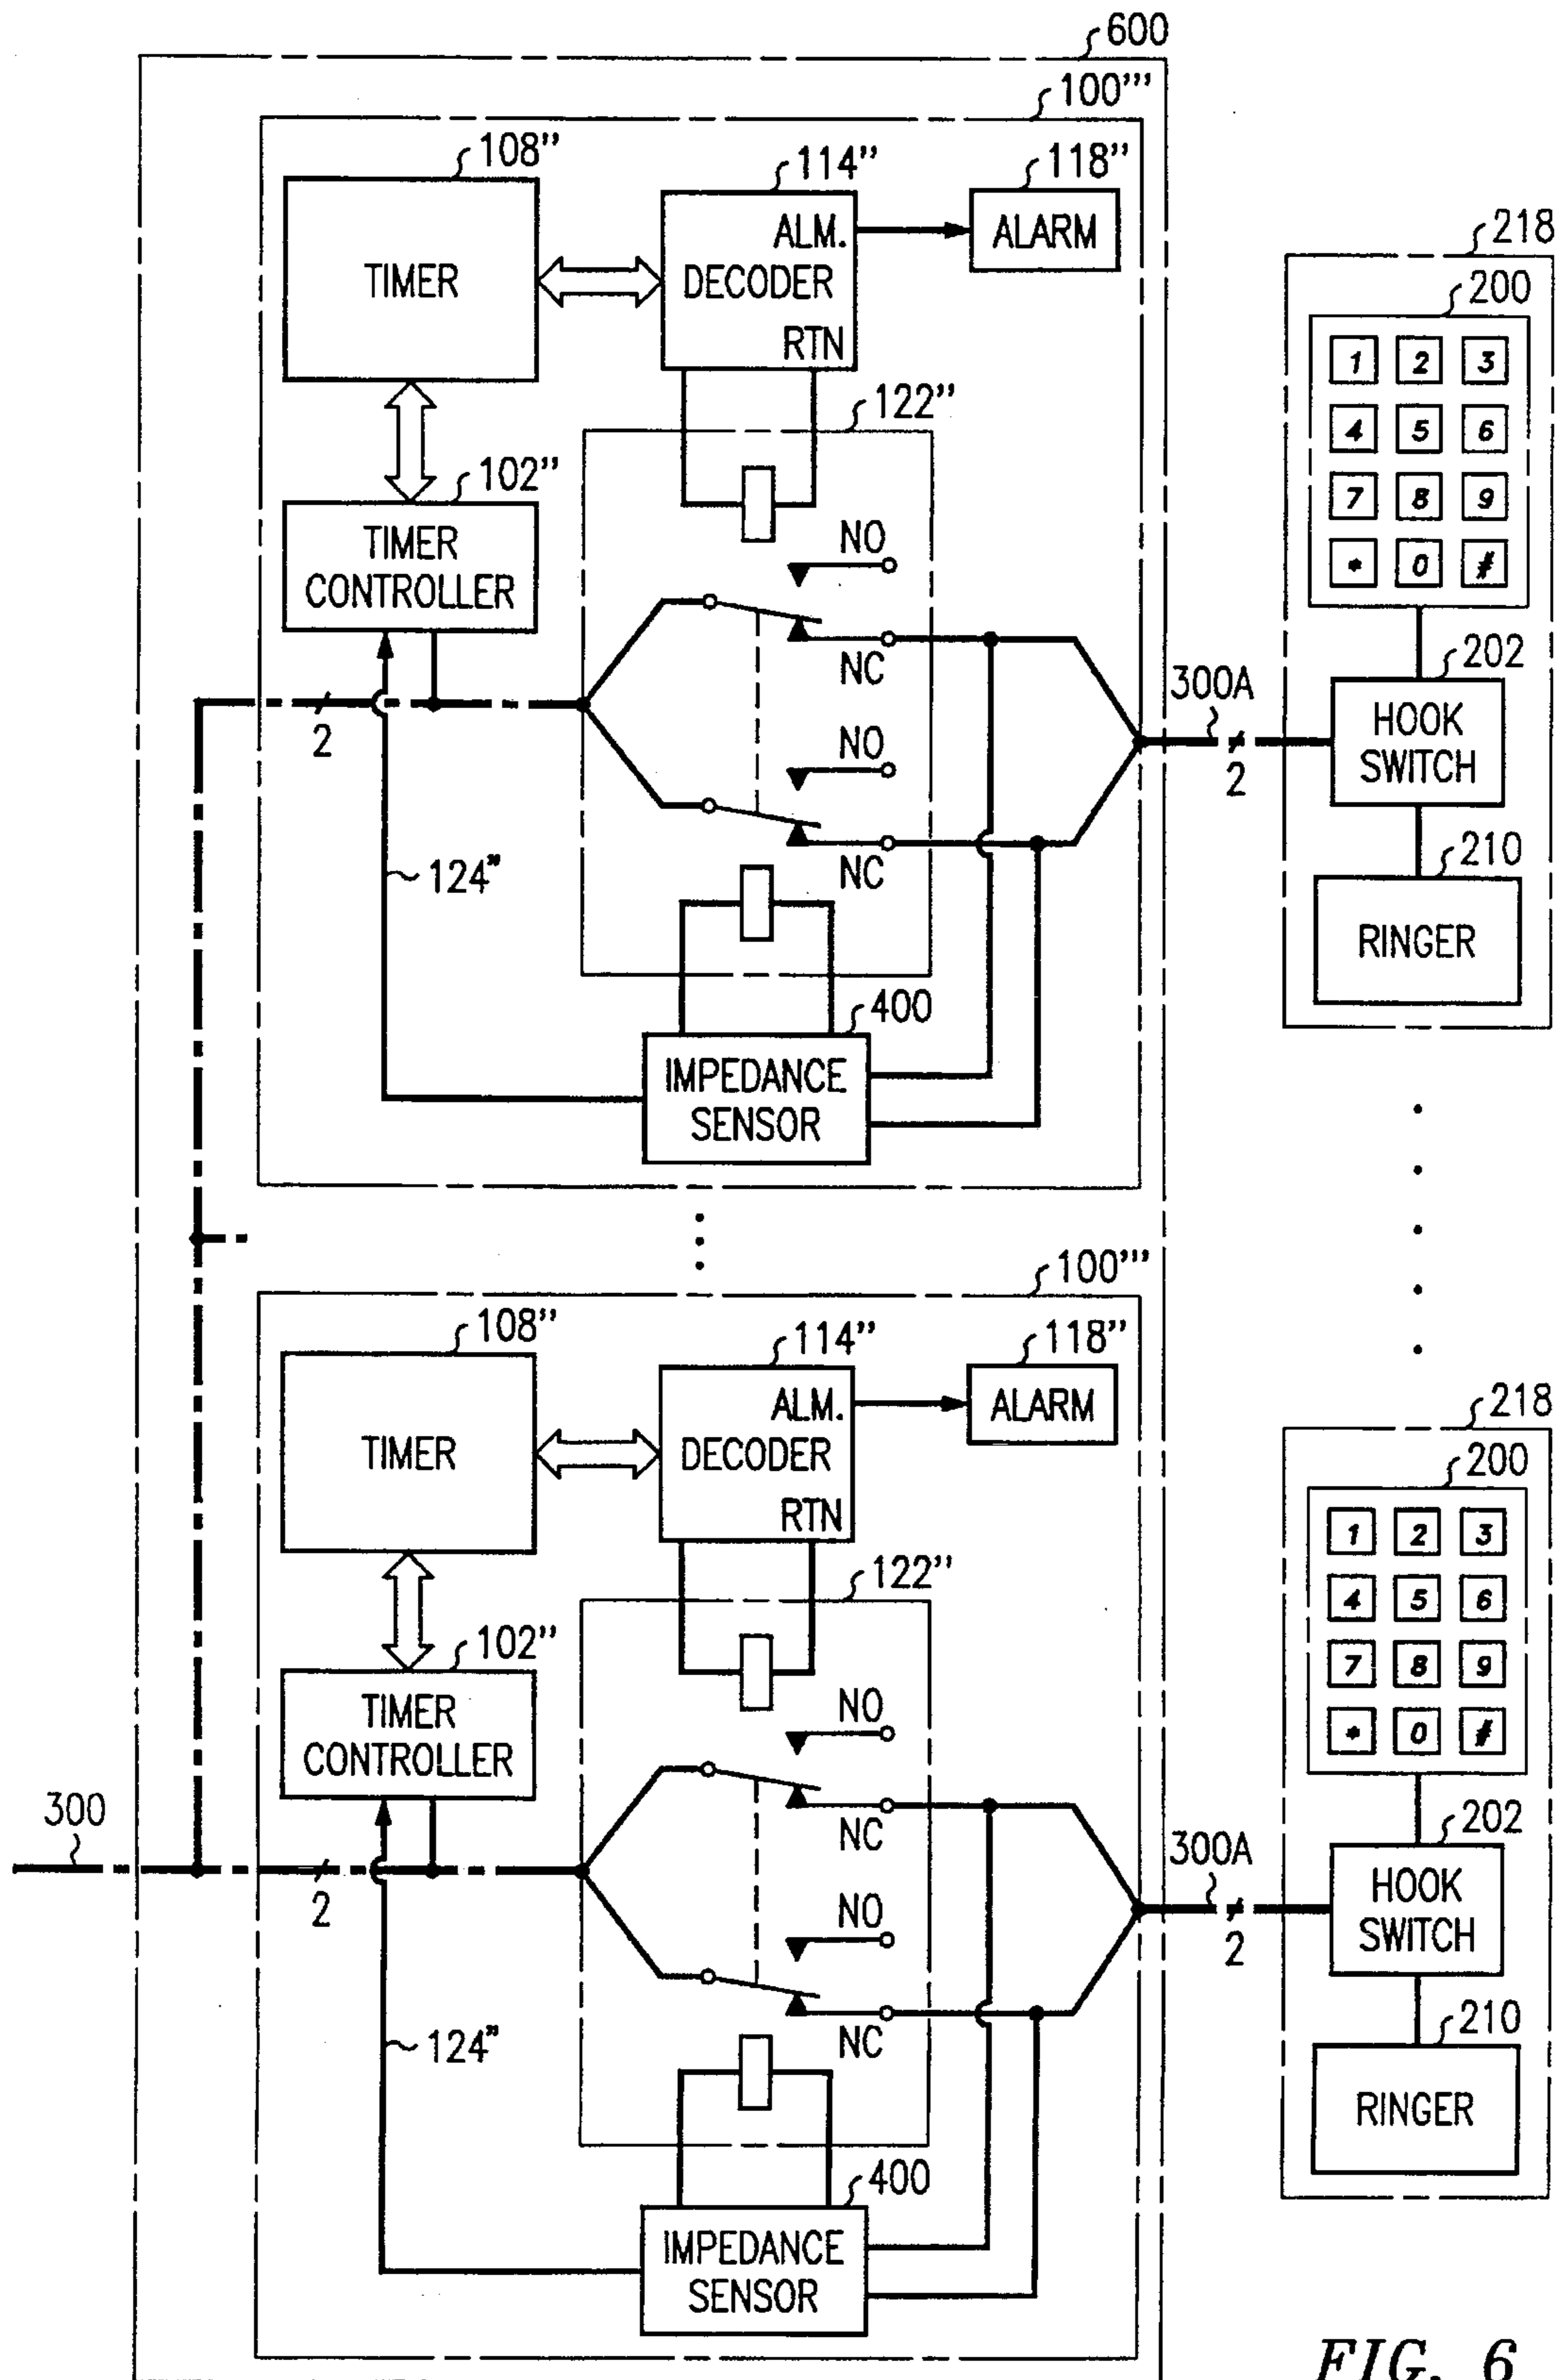 600
100'''
108"
114"
118"
TIMER
ALM.
DECODER
RTN
ALARM
218
200
1 2 3
4 5 6
7 8 9
* 0 #
122"
102"
TIMER
CONTROLLER
NO
NC
NO
NC
2
300A
2
202
HOOK
SWITCH
210
RINGER
124"
400
IMPEDANCE
SENSOR
100'''
108"
114"
118"
TIMER
ALM.
DECODER
RTN
ALARM
218
200
1 2 3
4 5 6
7 8 9
* 0 #
122"
102"
TIMER
CONTROLLER
NO
NC
NO
NC
300
2
300A
2
202
HOOK
SWITCH
210
RINGER
124"
400
IMPEDANCE
SENSOR
FIG. 6